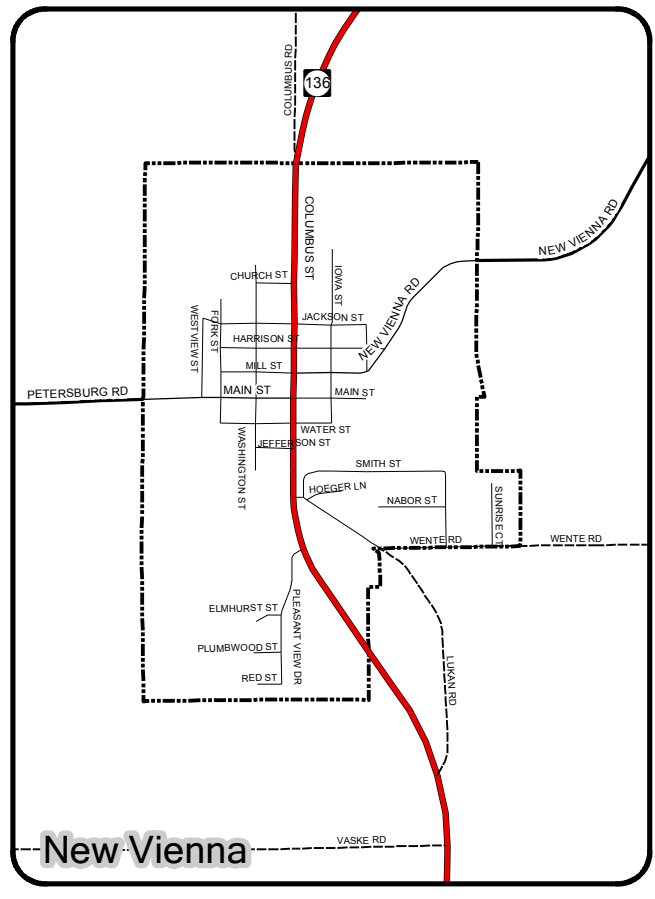 COLUMBUS RD
136
COLUMBUS ST
NEW VIENNA RD
CHURCH ST
IOWA ST
NEW VIENNA RD
WESTVIEW ST
FORK ST
JACKSON ST
HARRISON ST
MILL ST
PETERSBURG RD
MAIN ST
MAIN ST
WATER ST
WASHINGTON ST
JEFFERSON ST
SMITH ST
HOEGER LN
NABOR ST
SUNRISE CT
WENTE RD
WENTE RD
ELMHURST ST
PLEASANT VIEW DR
PLUMBWOOD ST
RED ST
LUKAN RD
VASKE RD
New Vienna